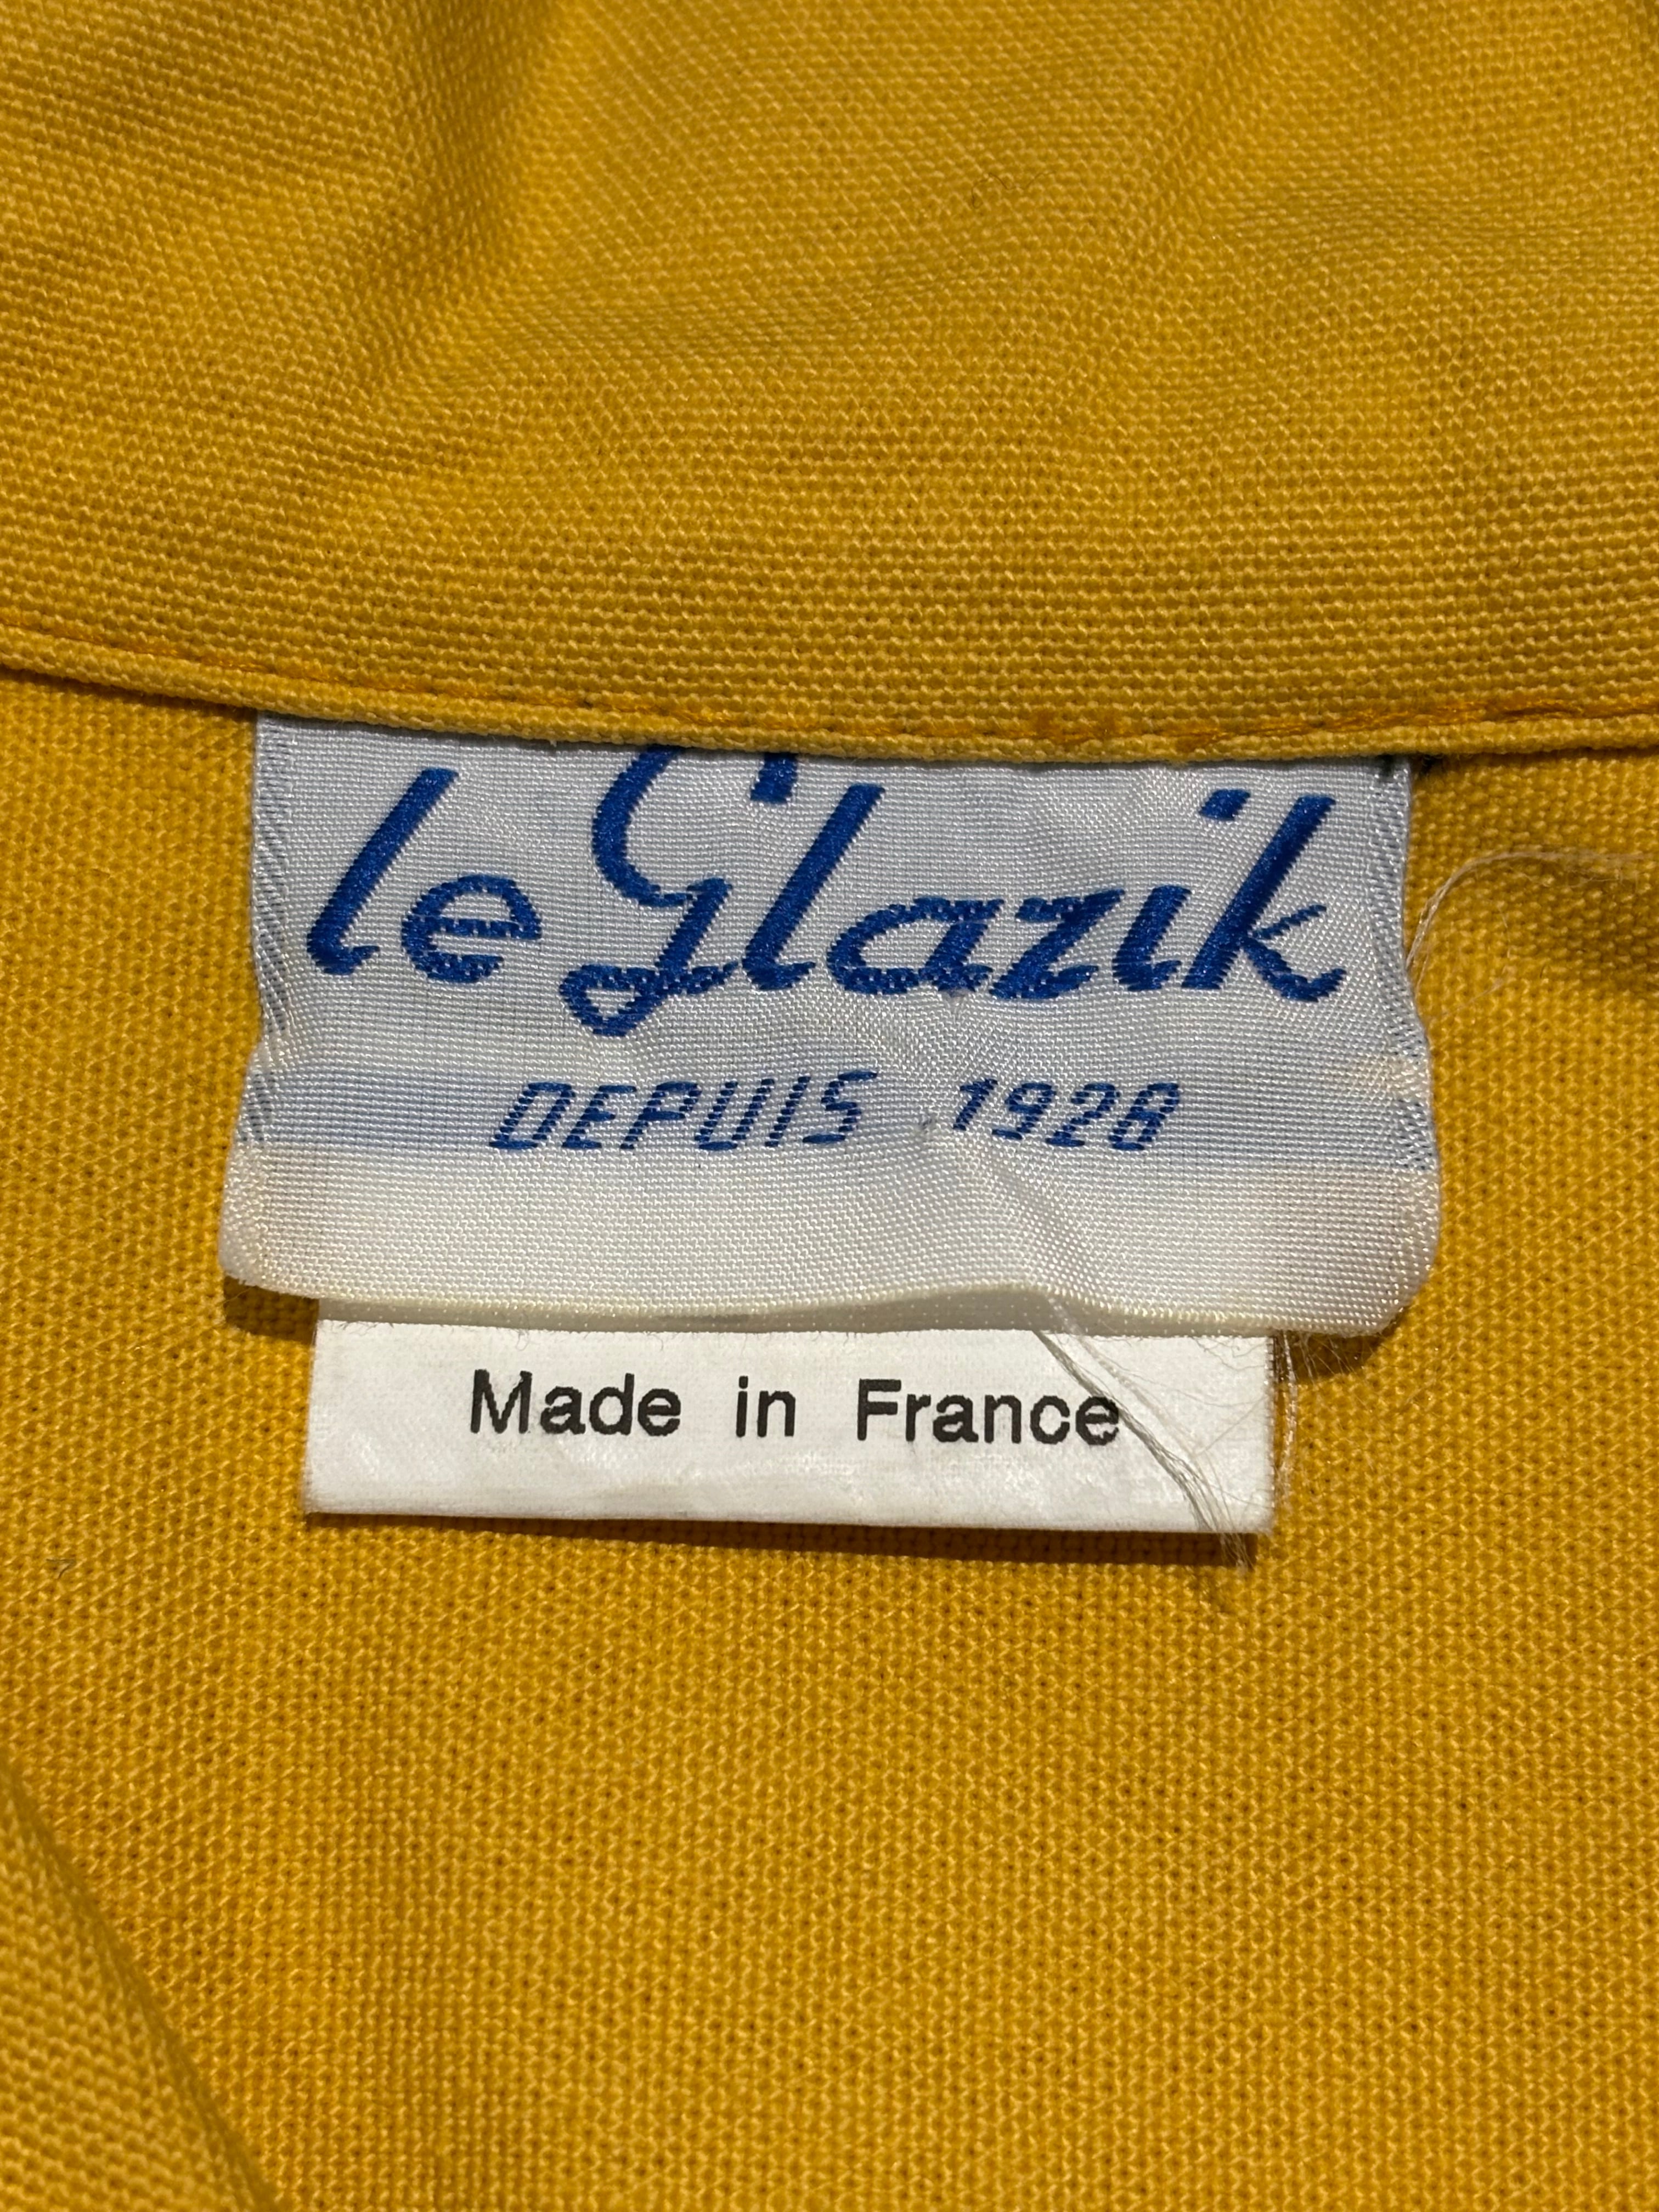 le Glazik
DEPUIS 1928
Made in France